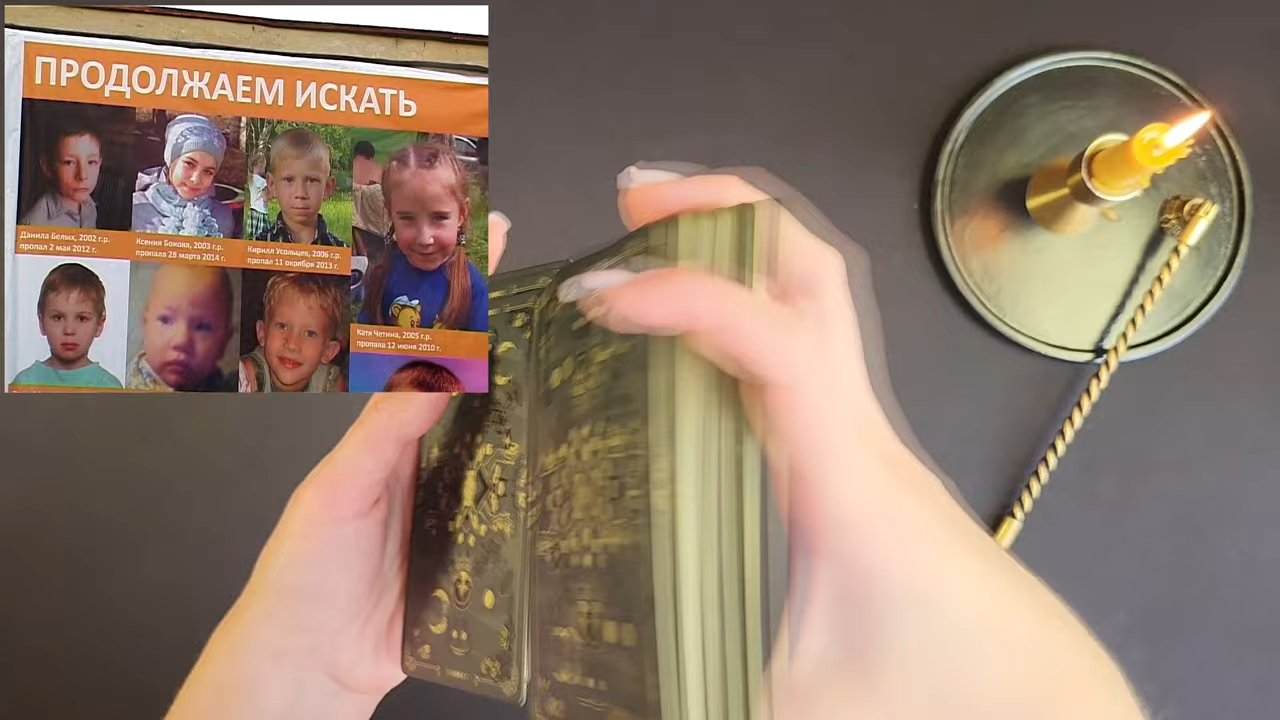 ПРОДОЛЖАЕМ ИСКАТЬ
Данила Белых, 2002 г.р.
пропал 2 мая 2012 г.
Ксения Бокова, 2003 г.р.
пропала 28 марта 2014 г.
Кирилл Усольцев, 2006 г.р.
пропал 11 октября 2013 г.
Катя Четина, 2005 г.р.
пропала 12 июня 2010 г.